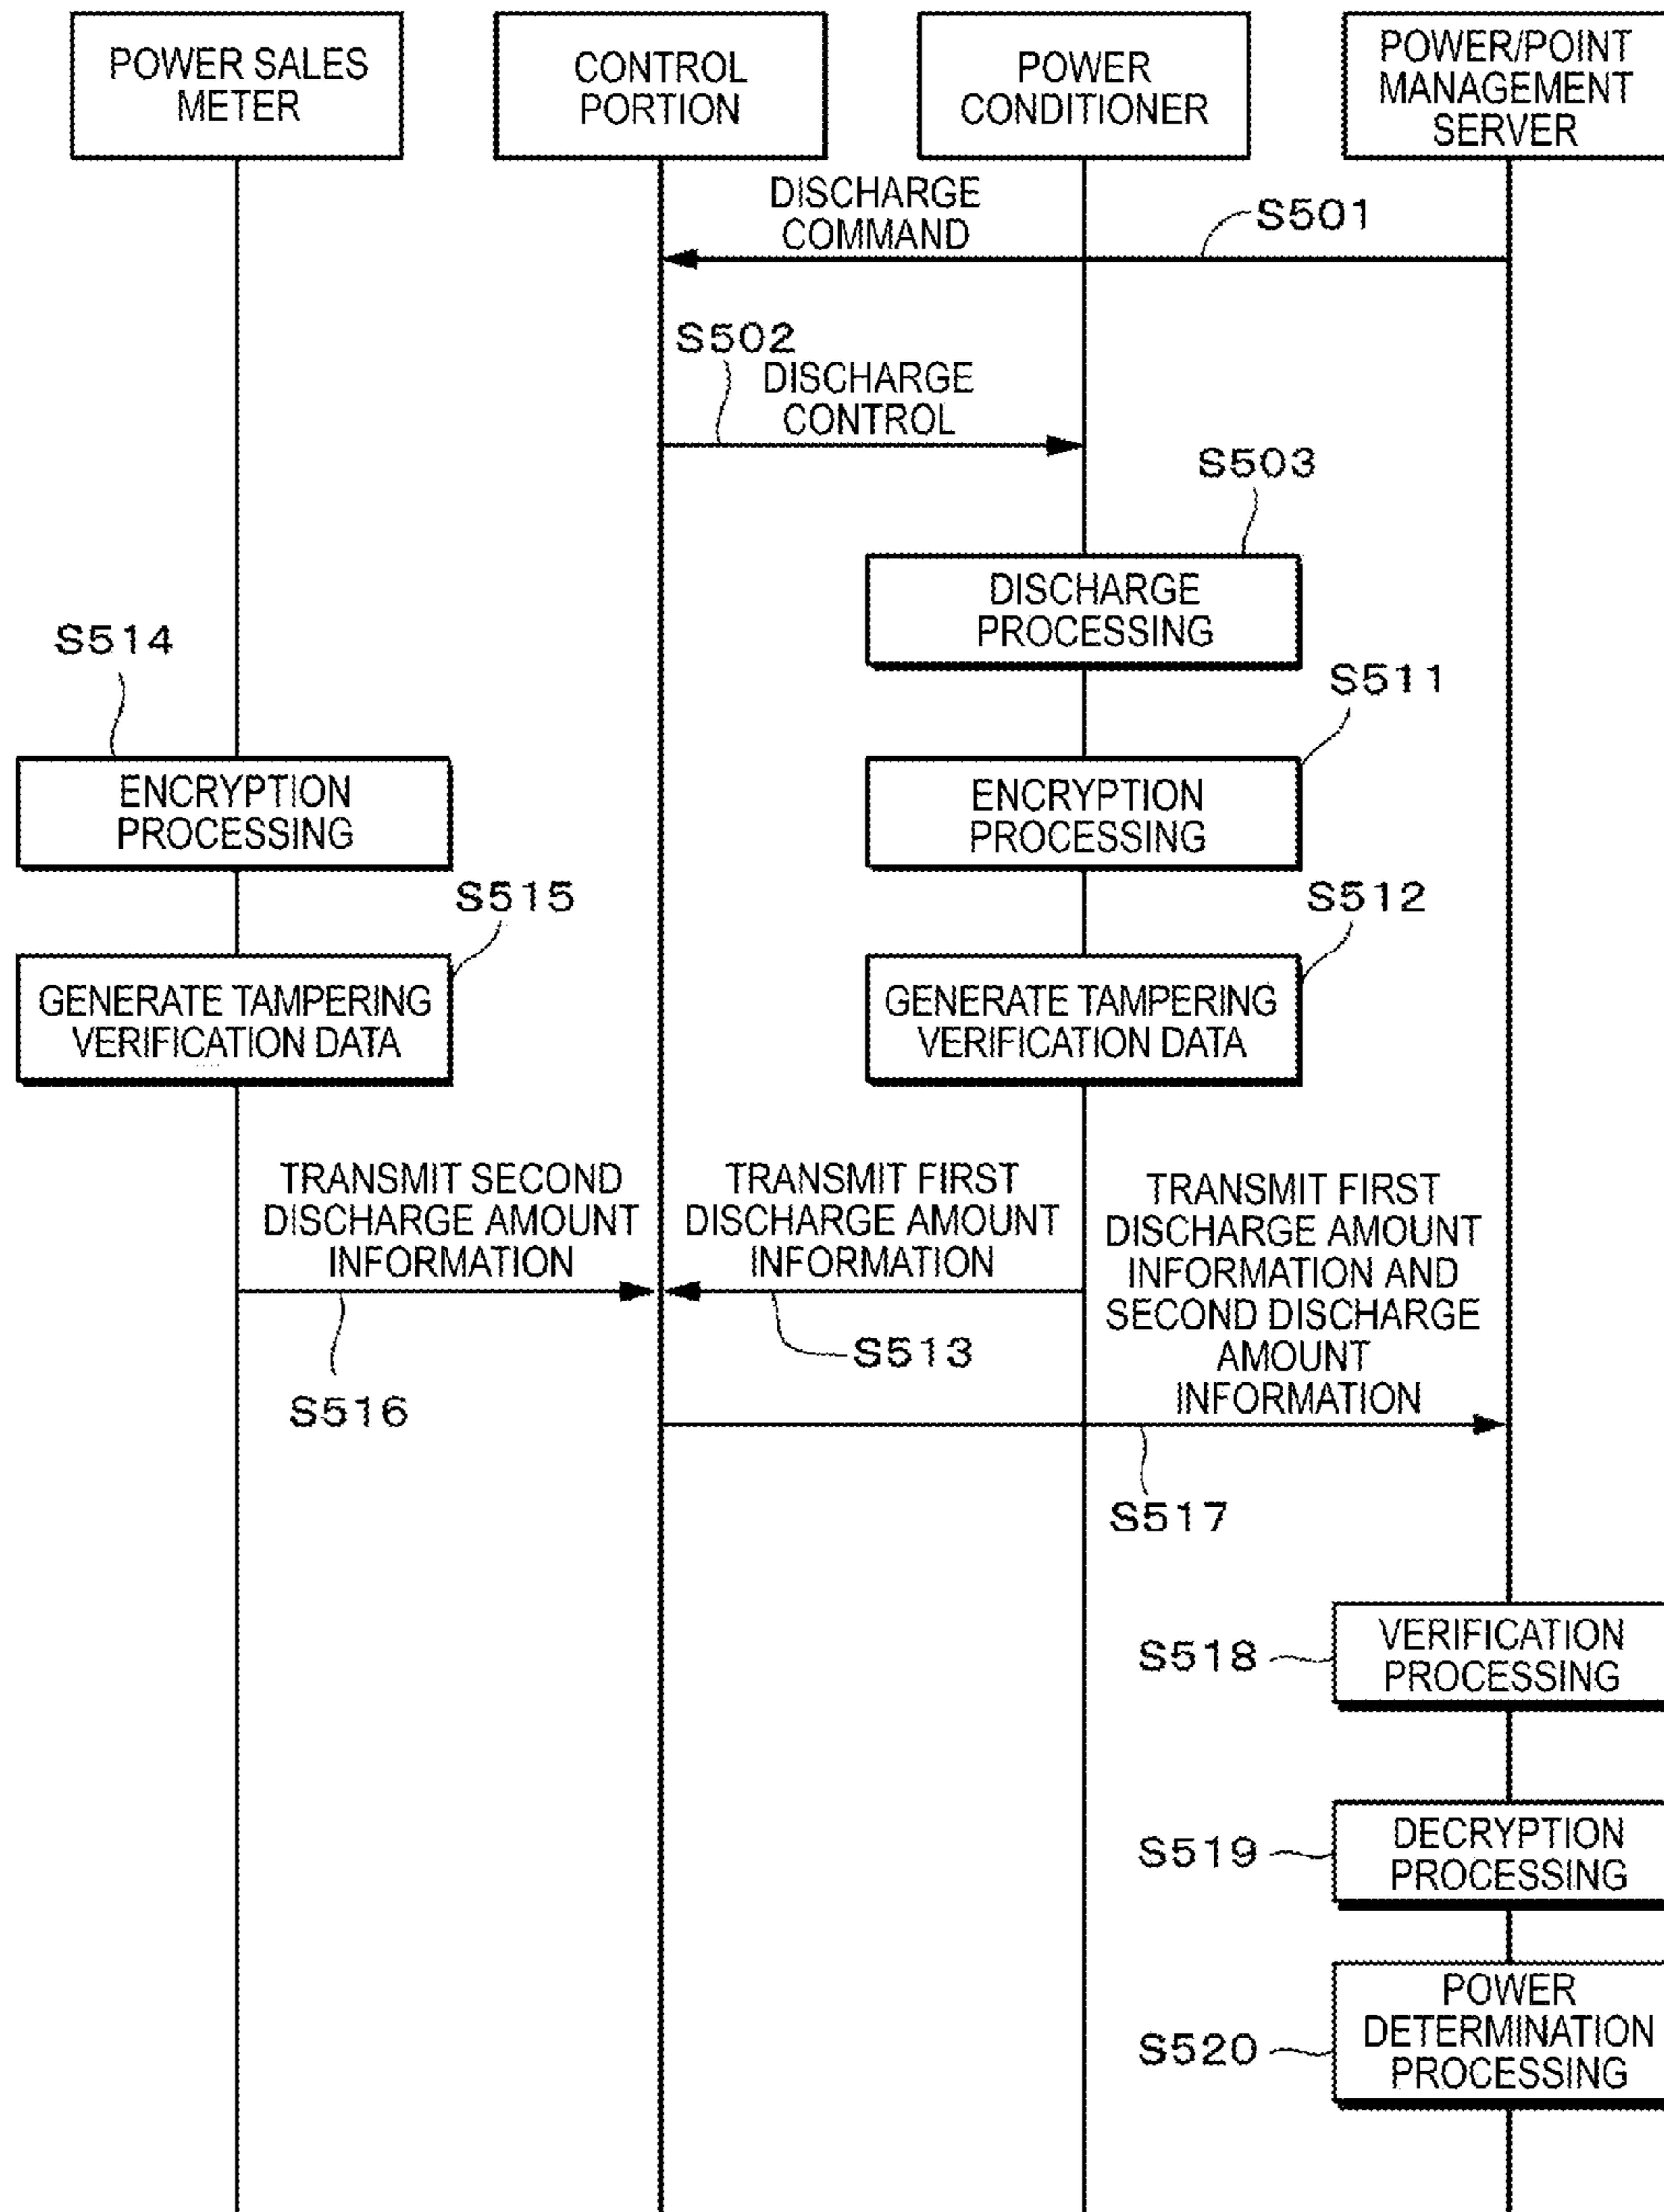 POWER SALES
METER
CONTROL
PORTION
POWER
CONDITIONER
POWER/POINT
MANAGEMENT
SERVER
DISCHARGE
COMMAND
S501
S502
DISCHARGE
CONTROL
S503
DISCHARGE
PROCESSING
S514
S511
ENCRYPTION
PROCESSING
ENCRYPTION
PROCESSING
S515
S512
GENERATE TAMPERING
VERIFICATION DATA
GENERATE TAMPERING
VERIFICATION DATA
TRANSMIT SECOND
DISCHARGE AMOUNT
INFORMATION
TRANSMIT FIRST
DISCHARGE AMOUNT
INFORMATION
TRANSMIT FIRST
DISCHARGE AMOUNT
INFORMATION AND
SECOND DISCHARGE
AMOUNT
INFORMATION
S513
S516
S517
S518
VERIFICATION
PROCESSING
S519
DECRYPTION
PROCESSING
S520
POWER
DETERMINATION
PROCESSING